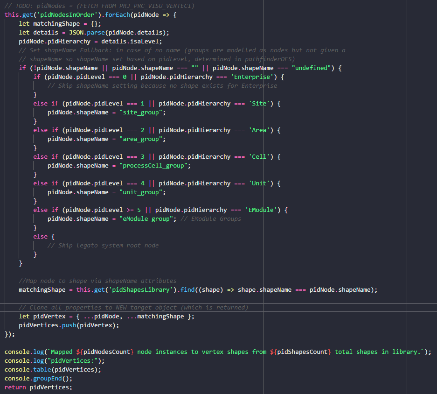 // TODO: pidNodes = (FETCH FROM PRJ_PRC_PIDC_VERTEX)
this.get('pidNodesInOrder').forEach(pidNode => {
let matchingShape = {};
let details = JSON.parse(pidNode.details);
pidNode.pidHierarchy = details.isaLevel;
// Set shapeName Fallback: in case of no name (groups are modelled as nodes but not given a
// shapeName so shapeName set based on pidLevel, determined in
if (!pidNode.shapeName || pidNode.shapeName === "" || pidNode.shapeName === "undefined") {
if (pidNode.pidLevel === 0 || pidNode.pidHierarchy === 'Enterprise') {
// Skip shapeName setting because no shape exists for Enterprise
}
else if (pidNode.pidLevel === 1 || pidNode.pidHierarchy === 'Site') {
pidNode.shapeName = "site_group";
}
else if (pidNode.pidLevel === 2 || pidNode.pidHierarchy === 'Area') {
pidNode.shapeName = "area_group";
}
else if (pidNode.pidLevel === 3 || pidNode.pidHierarchy === 'Cell') {
pidNode.shapeName = "processCell_group";
}
else if (pidNode.pidLevel === 4 || pidNode.pidHierarchy === 'Unit') {
pidNode.shapeName = "unit_group";
}
else if (pidNode.pidLevel >= 5 || pidNode.pidHierarchy === 'EModule') {
pidNode.shapeName = "eModule_group"; // EModule Groups
}
else {
// Skip Legato system root node
}
}
//Map node to shape via shapeName attributes
matchingShape = this.get('pidShapesLibrary').find((shape) => shape.shapeName === pidNode.shapeName);
// Clone all properties to NEW target object (which is returned)
let pidVertex = { ...pidNode, ...matchingShape };
pidVertices.push(pidVertex);
});
console.log(`Mapped ${pidNodesCount} node instances to vertex shapes from ${pidShapesCount} total shapes in library.`);
console.log("pidVertices:");
console.table(pidVertices);
console.groupEnd();
return pidVertices;